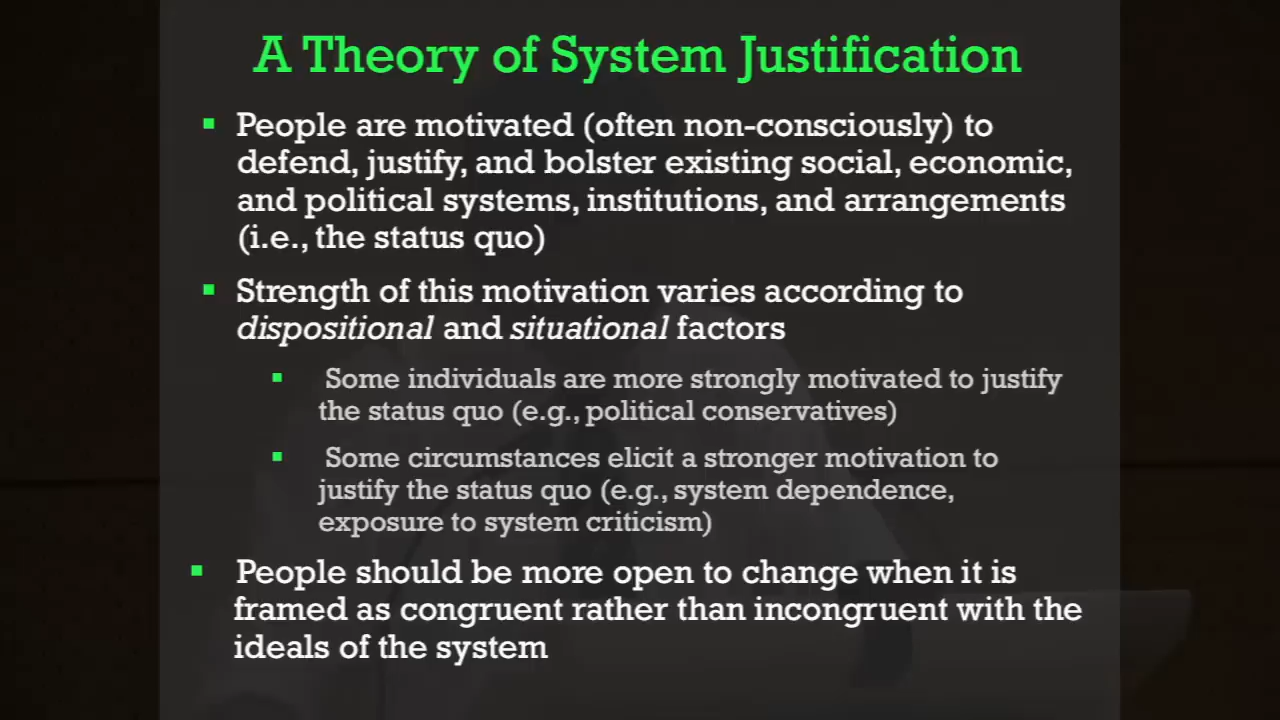 A Theory of System Justification
▪ People are motivated (often non-consciously) to
defend, justify, and bolster existing social, economic,
and political systems, institutions, and arrangements
(i.e., the status quo)
▪ Strength of this motivation varies according to
dispositional and situational factors
▪ Some individuals are more strongly motivated to justify
the status quo (e.g., political conservatives)
▪ Some circumstances elicit a stronger motivation to
justify the status quo (e.g., system dependence,
exposure to system criticism)
▪ People should be more open to change when it is
framed as congruent rather than incongruent with the
ideals of the system